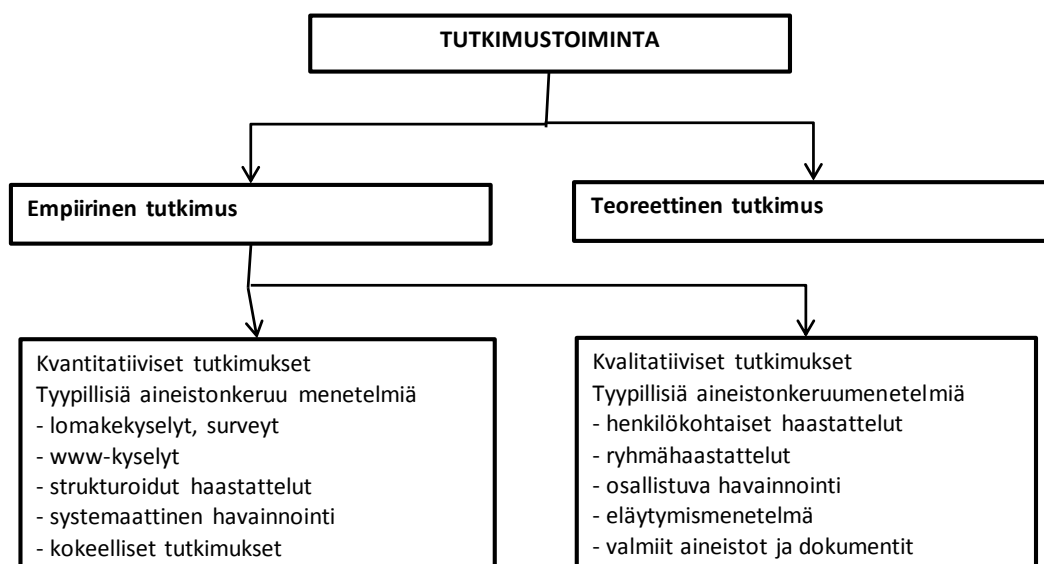 TUTKIMUSTOIMINTA
Empiirinen tutkimus
Teoreettinen tutkimus
Kvantitatiiviset tutkimukset
Tyypillisiä aineistonkeruu menetelmiä
- lomakekyselyt, surveyt
- www-kyselyt
- strukturoidut haastattelut
- systemaattinen havainnointi
- kokeelliset tutkimukset
Kvalitatiiviset tutkimukset
Tyypillisiä aineistonkeruumenetelmiä
- henkilökohtaiset haastattelut
- ryhmähaastattelut
- osallistuva havainnointi
- eläytymismenetelmä
- valmiit aineistot ja dokumentit